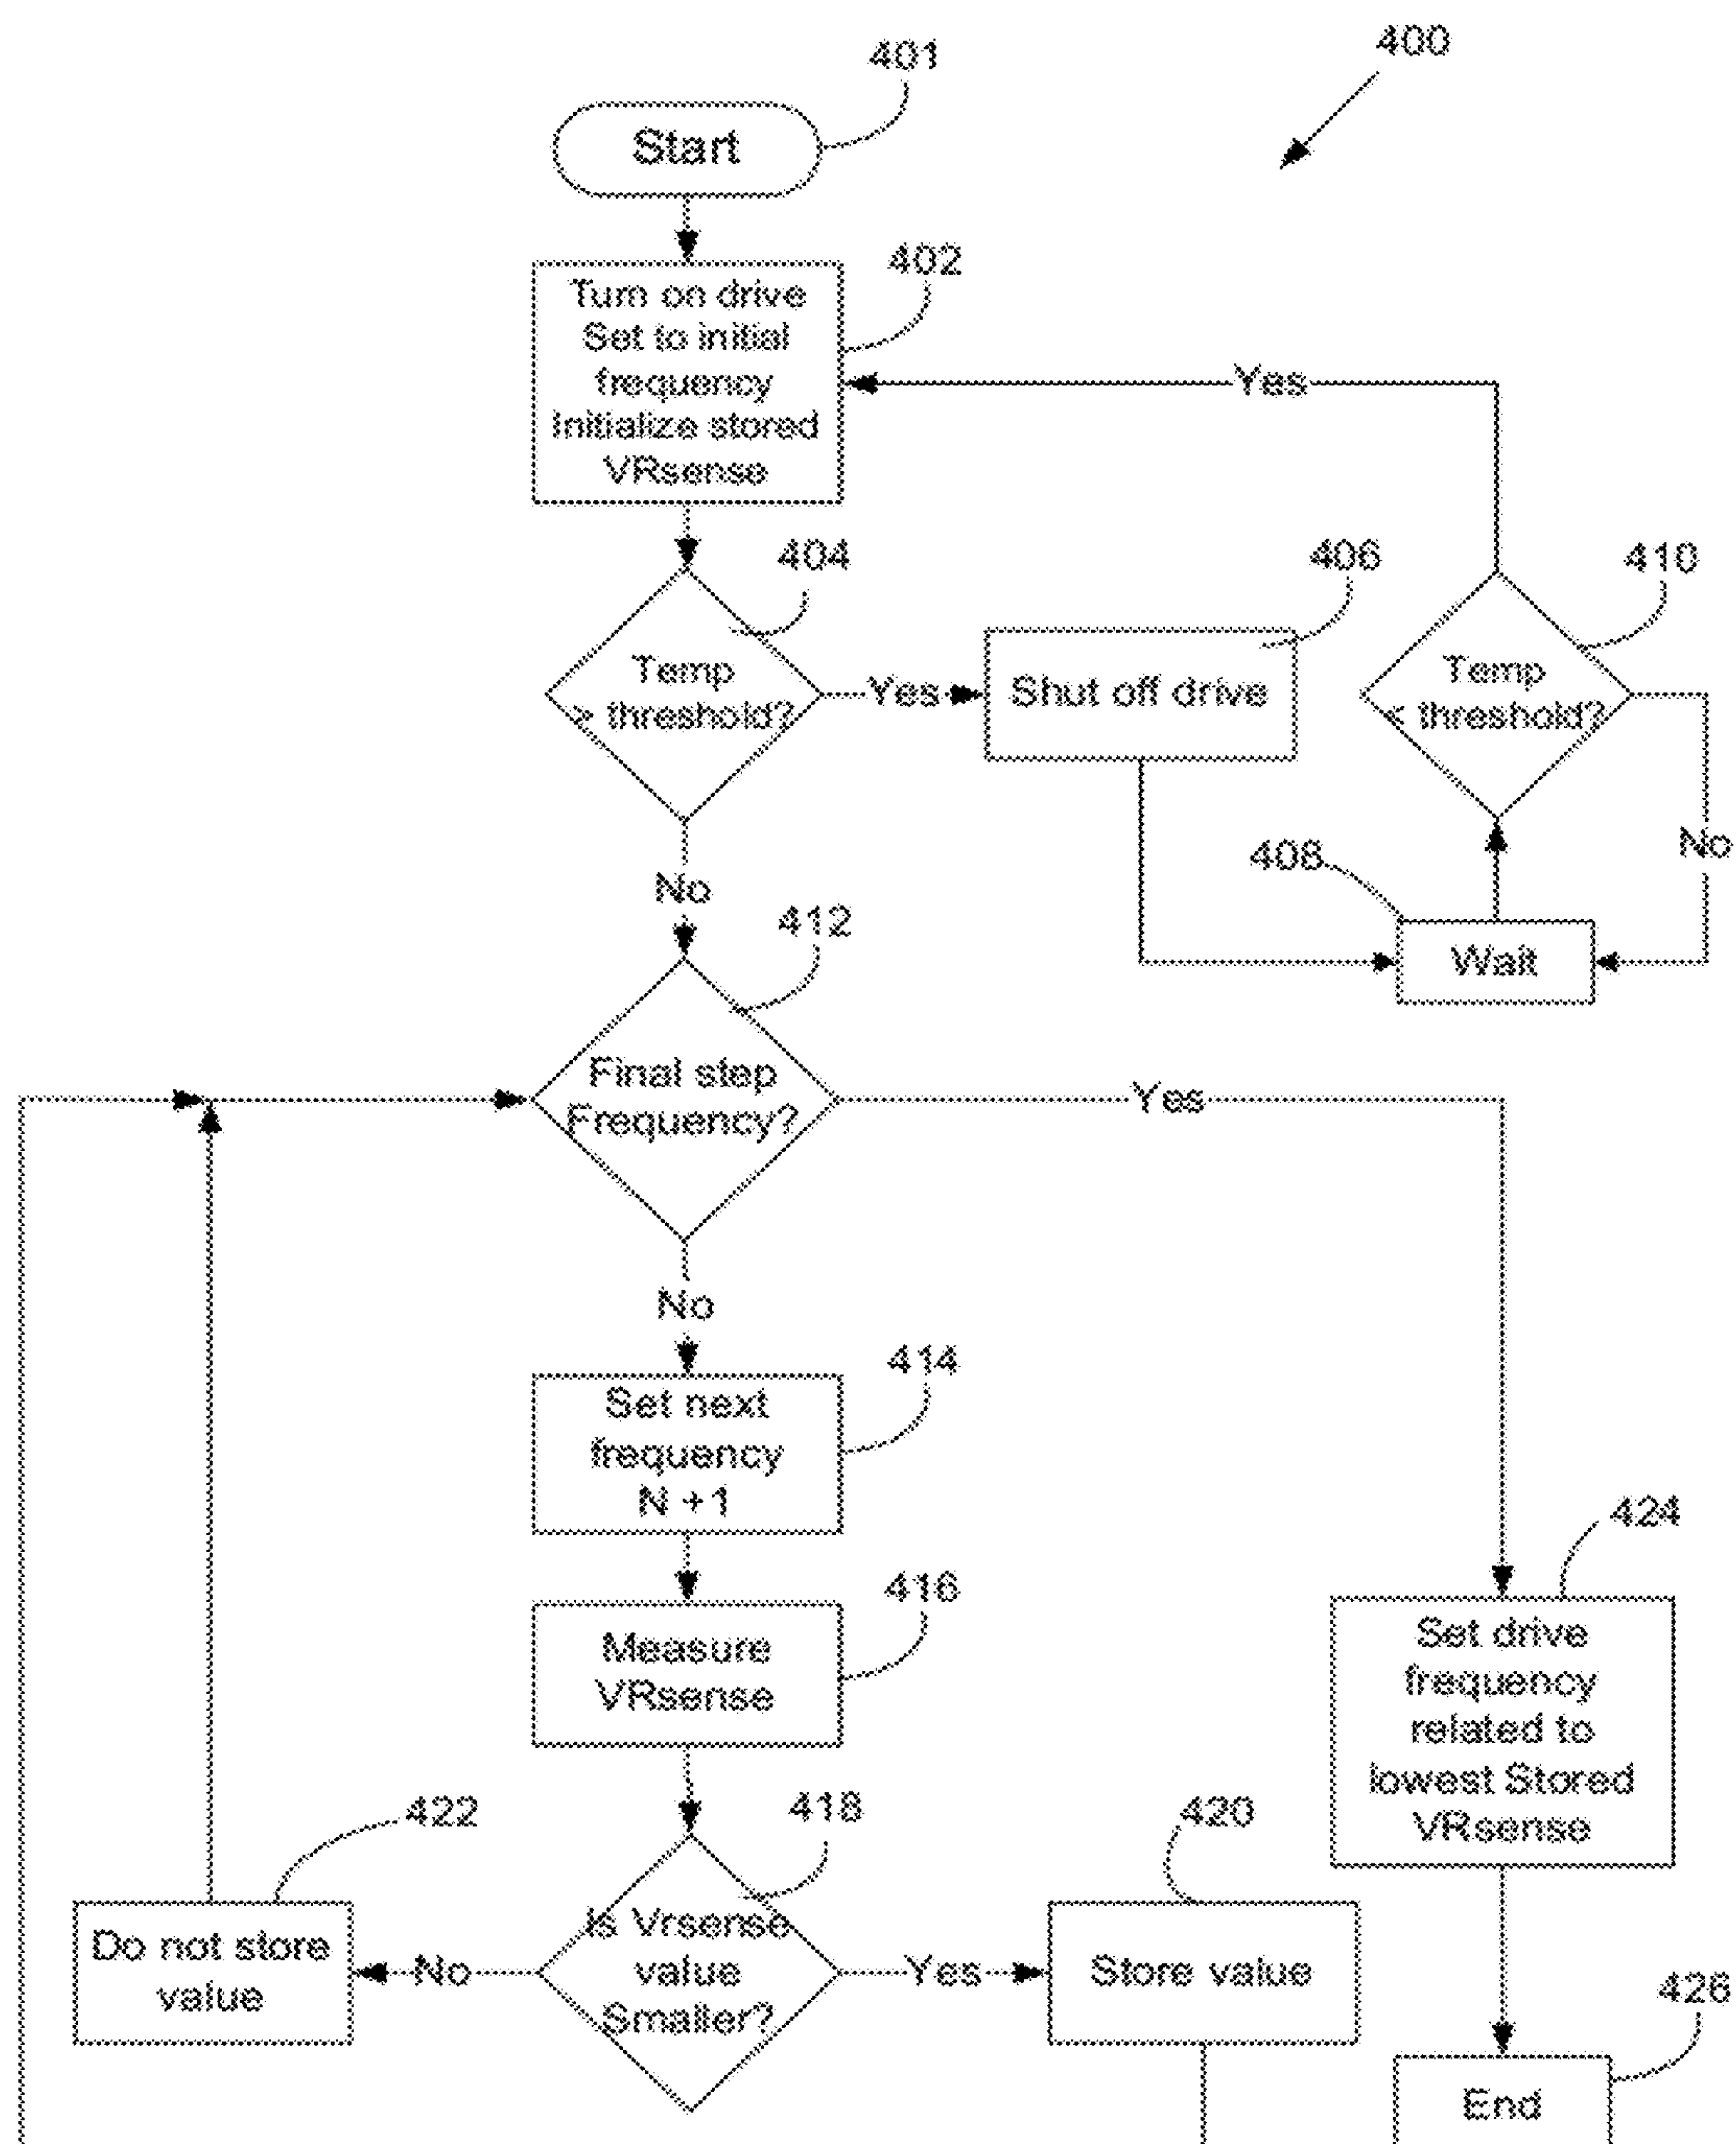 400
401
Start
402
Turn on drive
Set to initial
frequency
Initialize stored
VRsense
Yes
404
Temp
> threshold?
Yes
406
Shut off drive
410
Temp
< threshold?
No
408
Wait
No
412
Final step
Frequency?
Yes
No
414
Set next
frequency
N +1
416
Measure
VRsense
424
Set drive
frequency
related to
lowest Stored
VRsense
418
Is Vrsense
value
Smaller?
422
Do not store
value
No
Yes
420
Store value
426
End